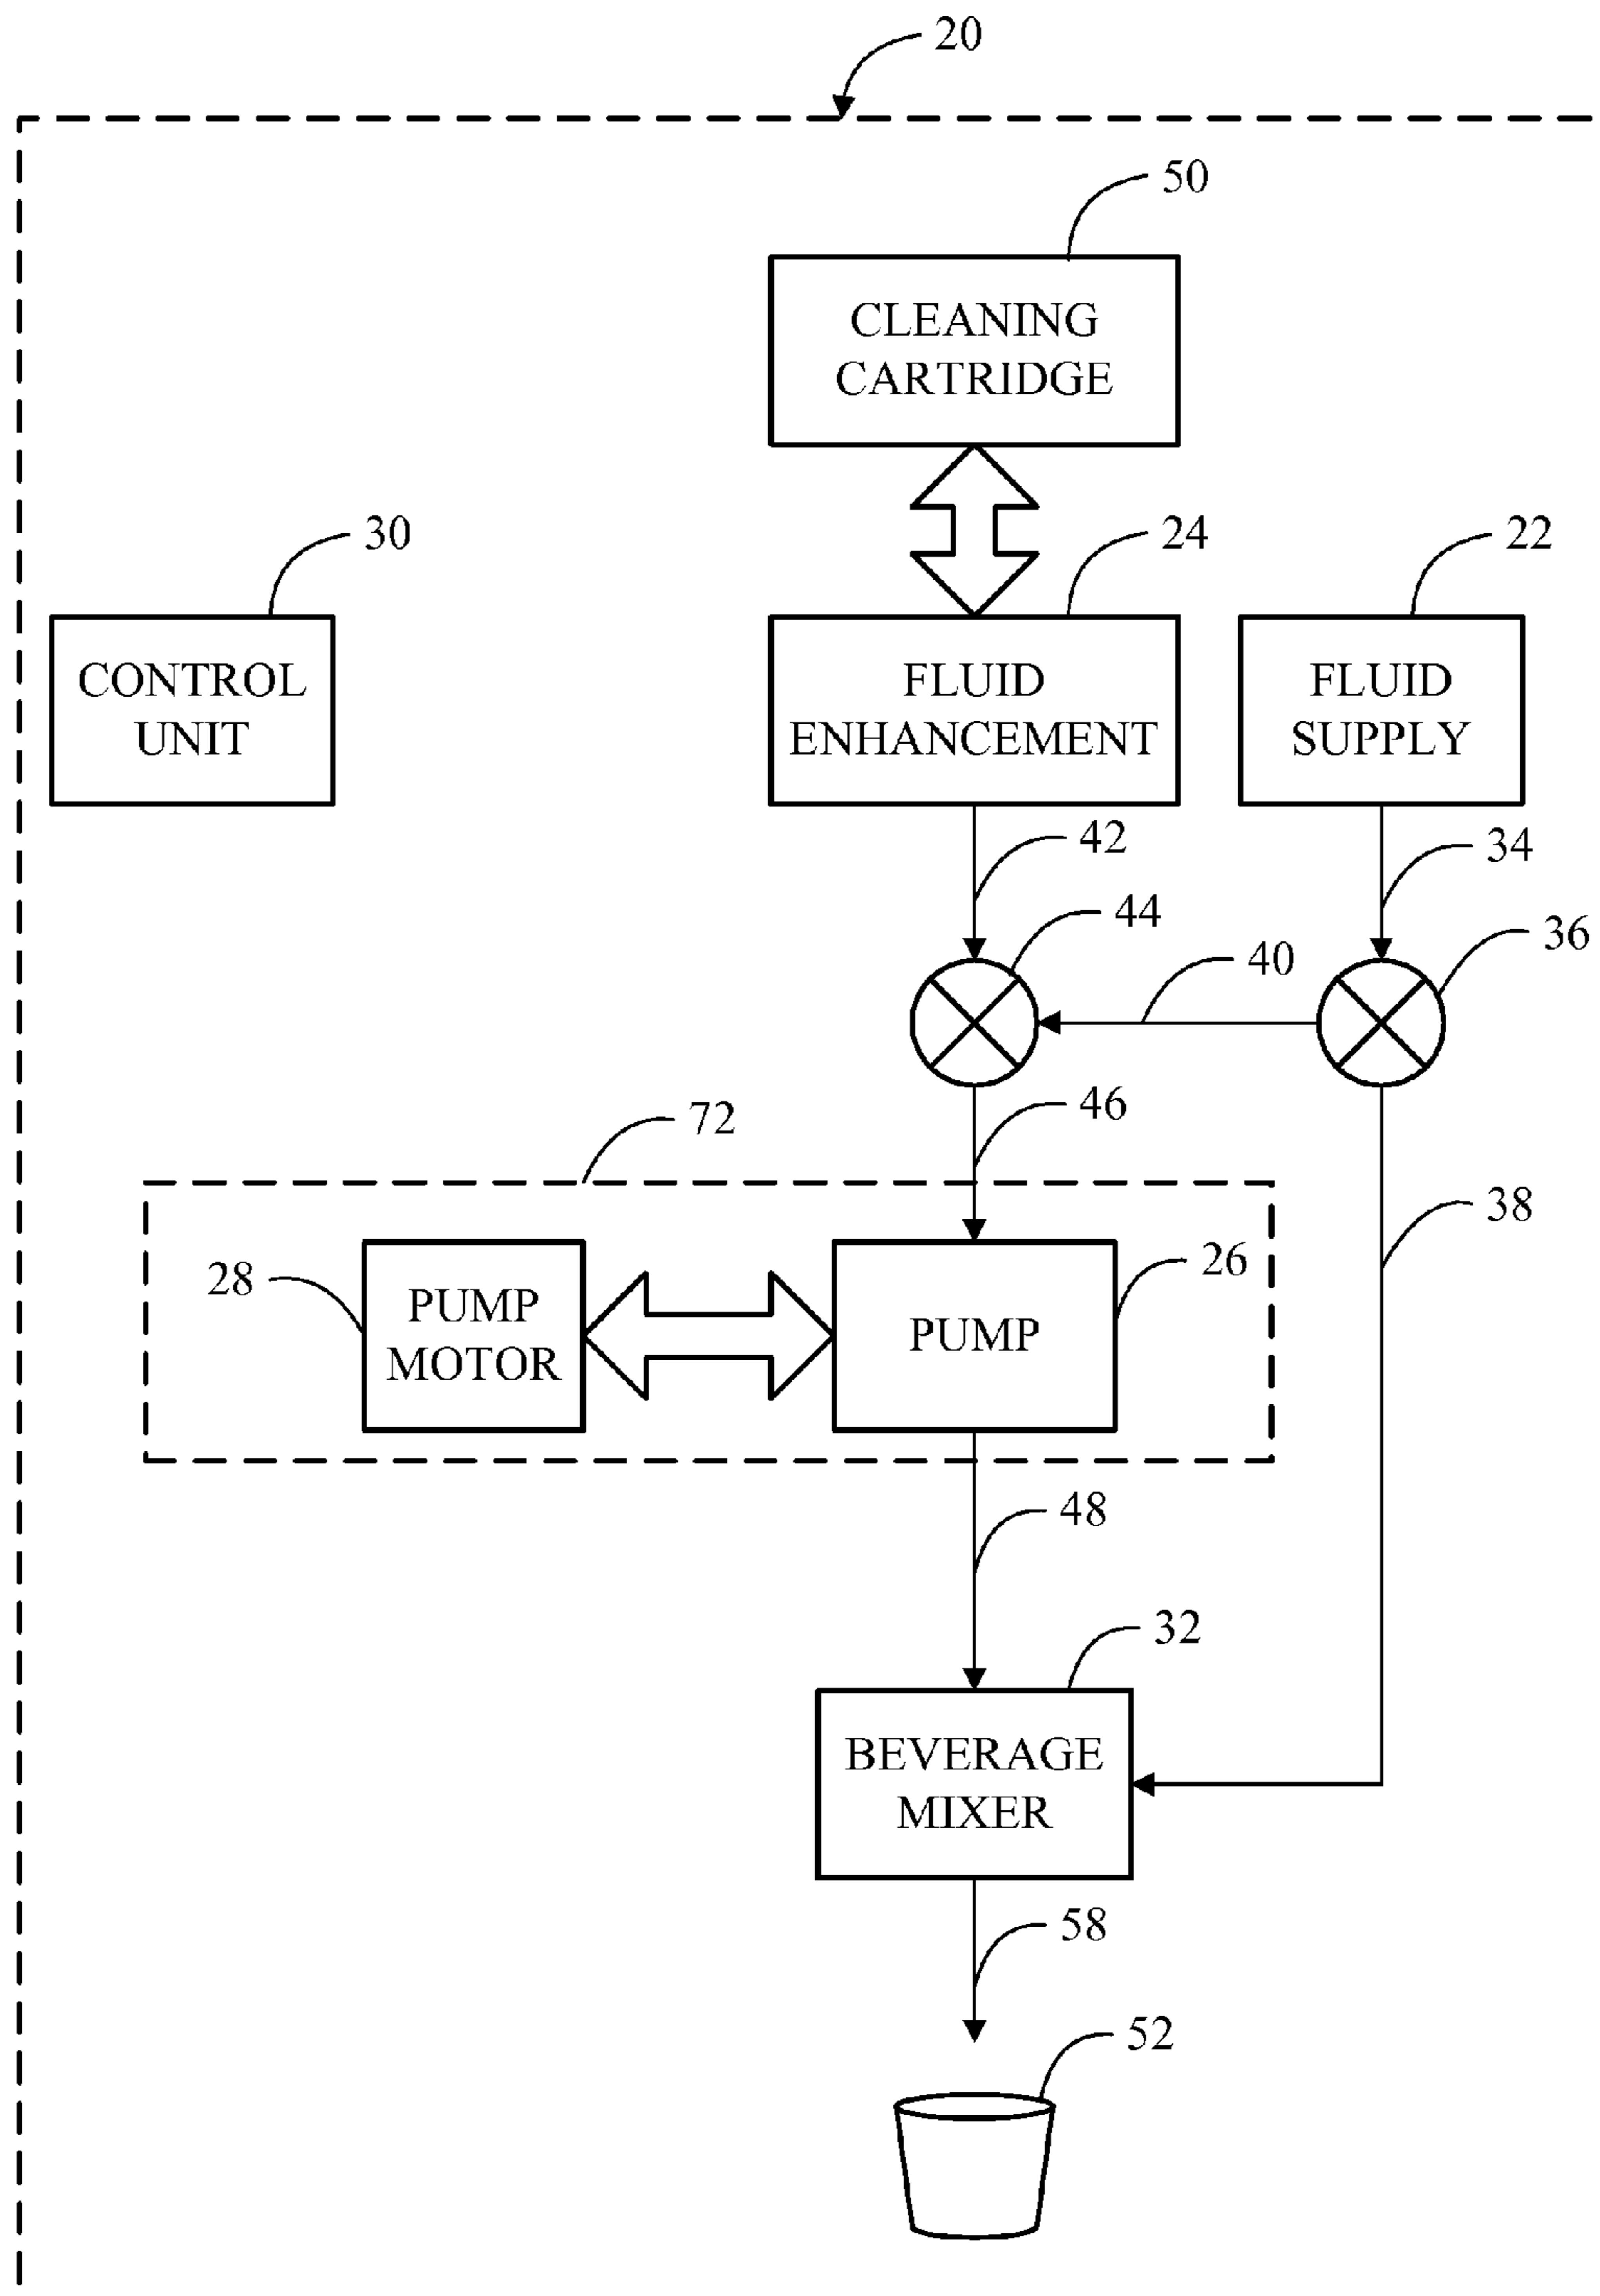 20
50
CLEANING
CARTRIDGE
30
24
22
CONTROL
UNIT
FLUID
ENHANCEMENT
FLUID
SUPPLY
42
34
44
36
40
46
72
38
28
26
PUMP
MOTOR
PUMP
48
32
BEVERAGE
MIXER
58
52